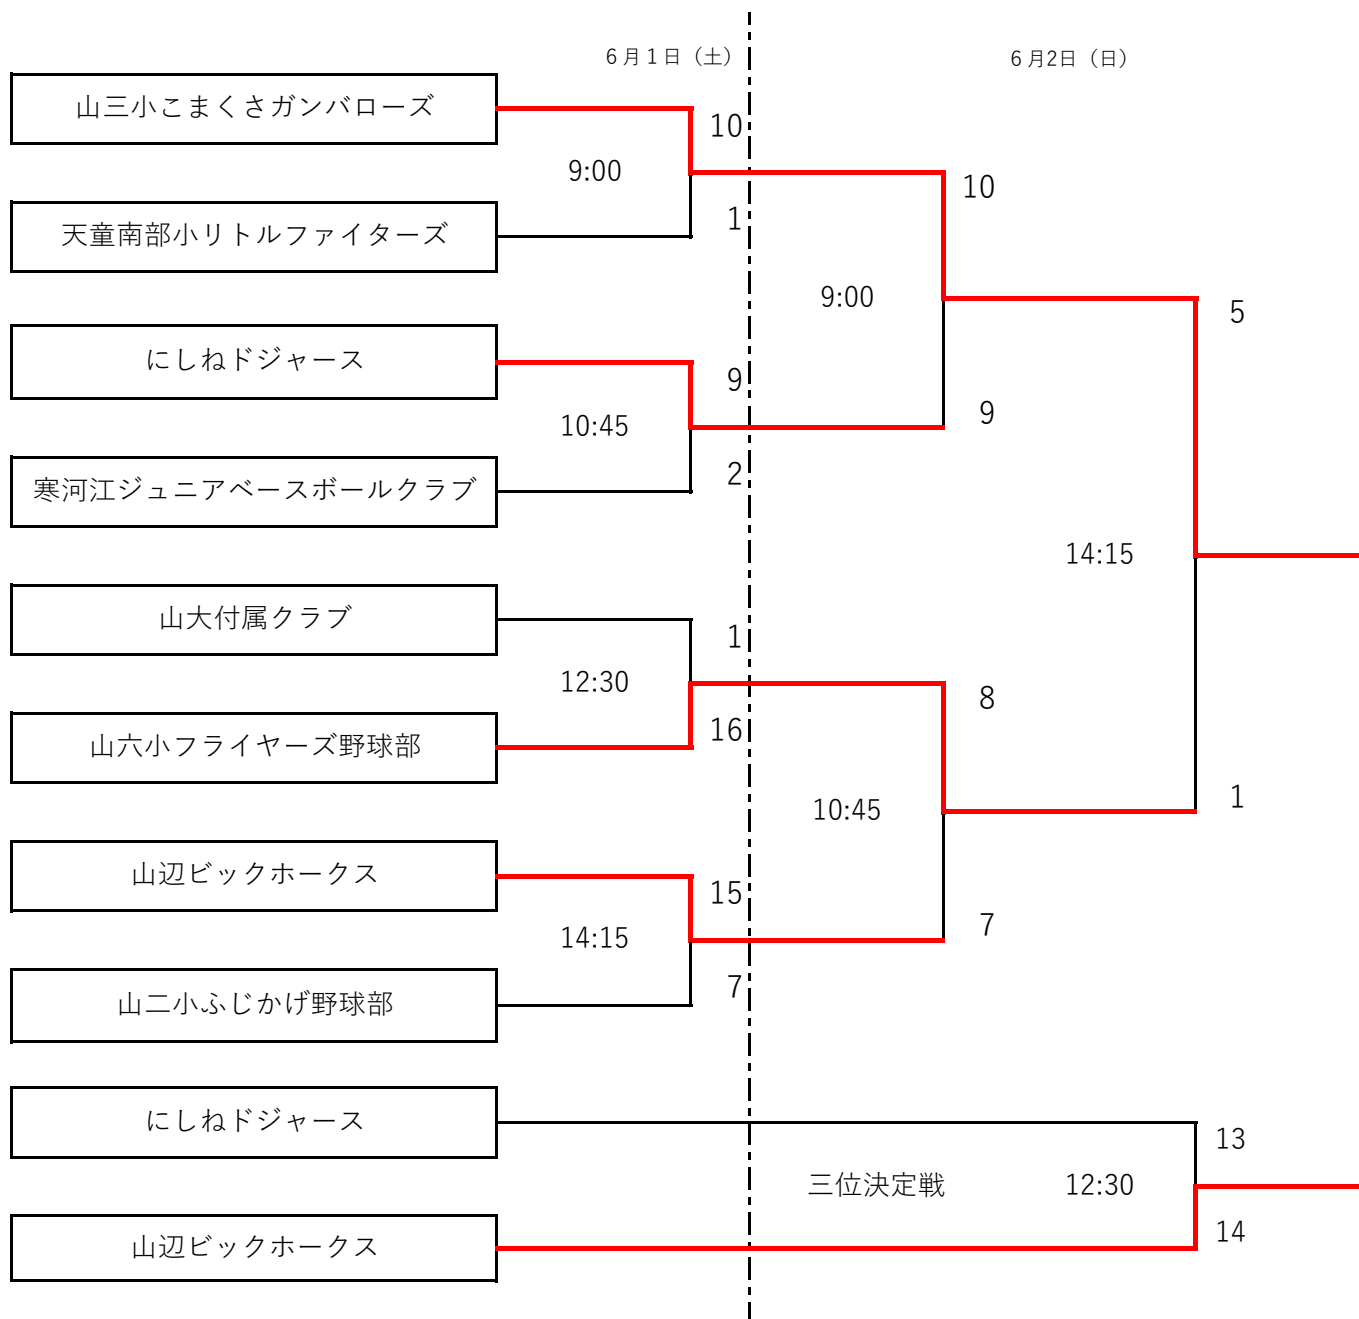 6月1日（土）
6月2日（日）
山三小こまくさガンバローズ
10
9:00
10
1
天童南部小リトルファイターズ
9:00
5
にしねドジャース
9
9
10:45
2
寒河江ジュニアベースボールクラブ
14:15
山大付属クラブ
1
12:30
8
16
山六小フライヤーズ野球部
10:45
1
山辺ビックホークス
15
7
14:15
7
山二小ふじかげ野球部
にしねドジャース
13
三位決定戦 12:30
14
山辺ビックホークス